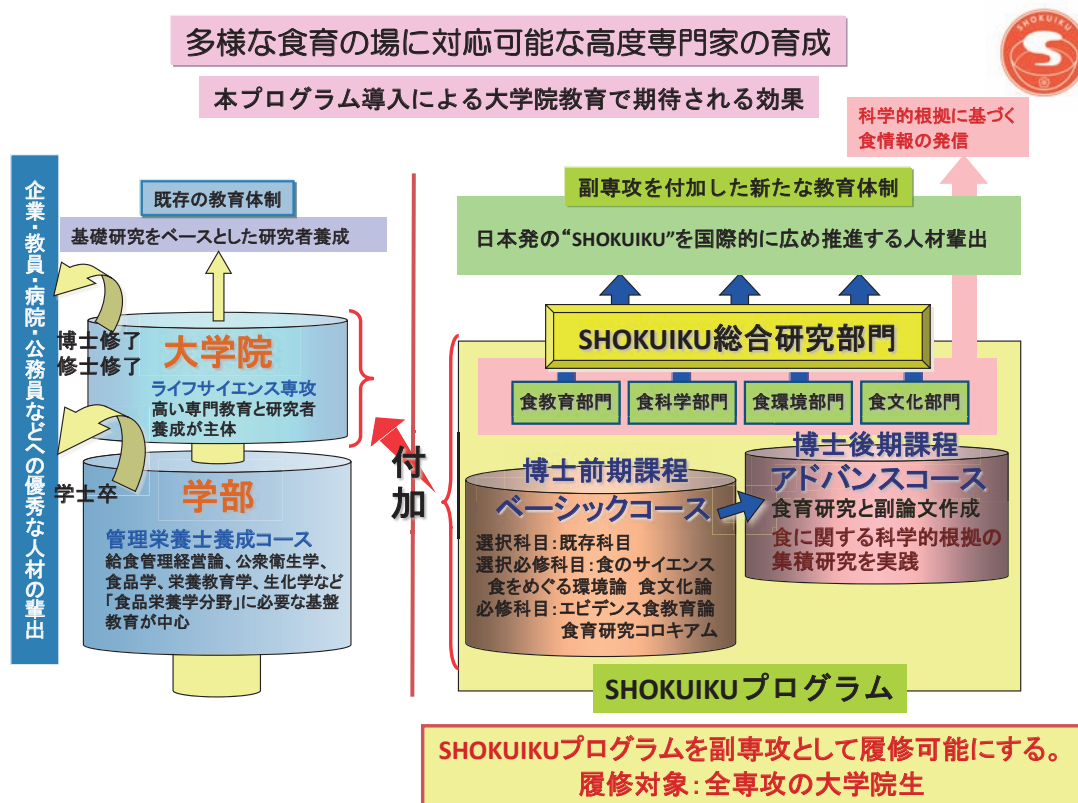 SHOKUIKU
S
多様な食育の場に対応可能な高度専門家の育成
本プログラム導入による大学院教育で期待される効果
科学的根拠に基づく
食情報の発信
企業・教員・病院・公務員などへの優秀な人材の輩出
既存の教育体制
基礎研究をベースとした研究者養成
博士修了
修士修了
大学院
ライフサイエンス専攻
高い専門教育と研究者
養成が主体
学士卒
学部
管理栄養士養成コース
給食管理経営論、公衆衛生学、
食品学、栄養教育学、生化学など
「食品栄養学分野」に必要な基盤
教育が中心
付加
副専攻を付加した新たな教育体制
日本発の“SHOKUIKU”を国際的に広め推進する人材輩出
SHOKUIKU総合研究部門
食教育部門
食科学部門
食環境部門
食文化部門
博士前期課程
ベーシックコース
選択科目：既存科目
選択必修科目：食のサイエンス
食をめぐる環境論 食文化論
必修科目：エビデンス食教育論
食育研究コロキアム
博士後期課程
アドバンスコース
食育研究と副論文作成
食に関する科学的根拠の
集積研究を実践
SHOKUIKUプログラム
SHOKUIKUプログラムを副専攻として履修可能にする。
履修対象：全専攻の大学院生